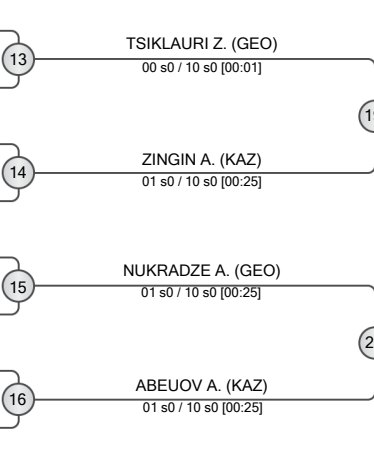 TSIKLAURI Z. (GEO)
13
00 s0 / 10 s0 [00:01]
ZINGIN A. (KAZ)
14
01 s0 / 10 s0 [00:25]
NUKRADZE A. (GEO)
15
01 s0 / 10 s0 [00:25]
ABEUOV A. (KAZ)
16
01 s0 / 10 s0 [00:25]